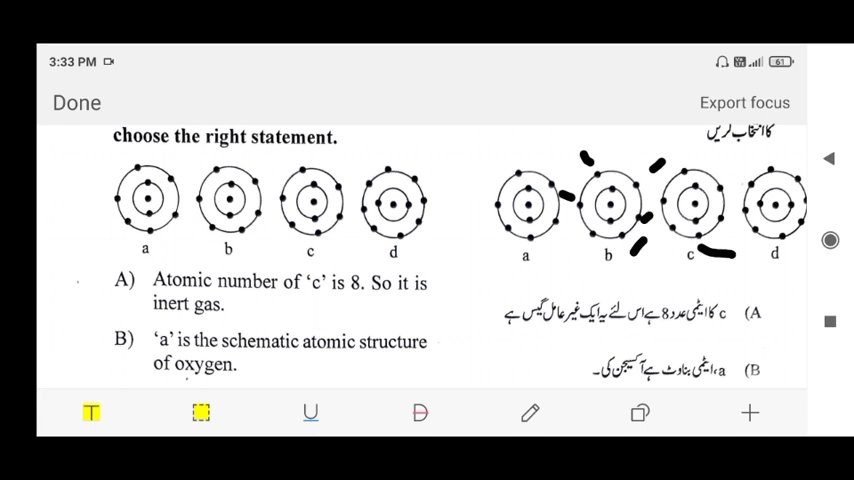 3:33 PM
61
Done
Export focus
choose the right statement.
کا انتخاب کریں
a b c d
a b c d
A) Atomic number of ‘c’ is 8. So it is
inert gas.
A) c کا ایٹمی عدد 8 ہے اس لئے یہ ایک غیر عامل گیس ہے
B) ‘a’ is the schematic atomic structure
of oxygen.
B) a، ایٹمی بناوٹ ہے آکسیجن کی۔
T
U
D